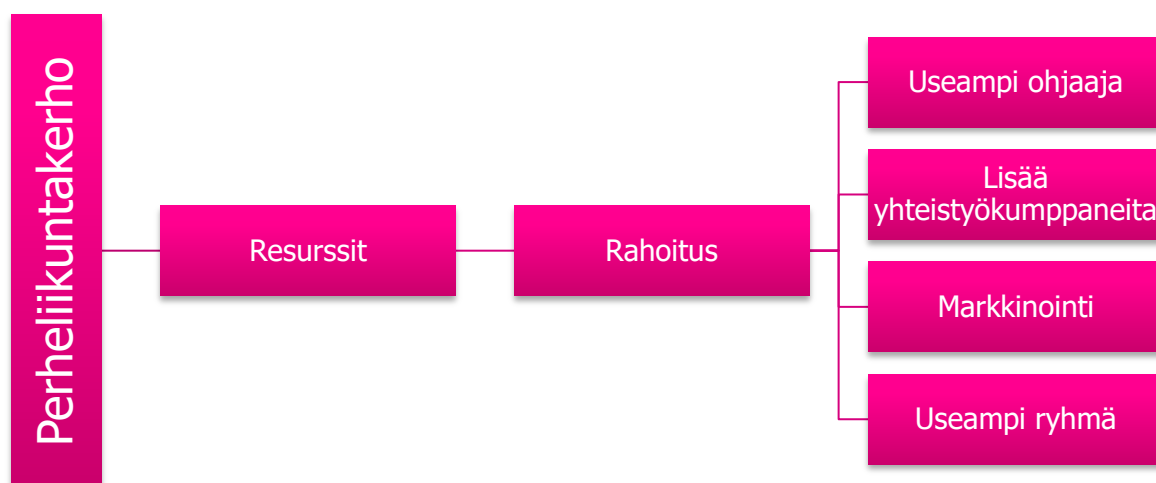 Perheliikuntakerho
Resurssit
Rahoitus
Useampi ohjaaja
Lisää
yhteistyökumppaneita
Markkinointi
Useampi ryhmä